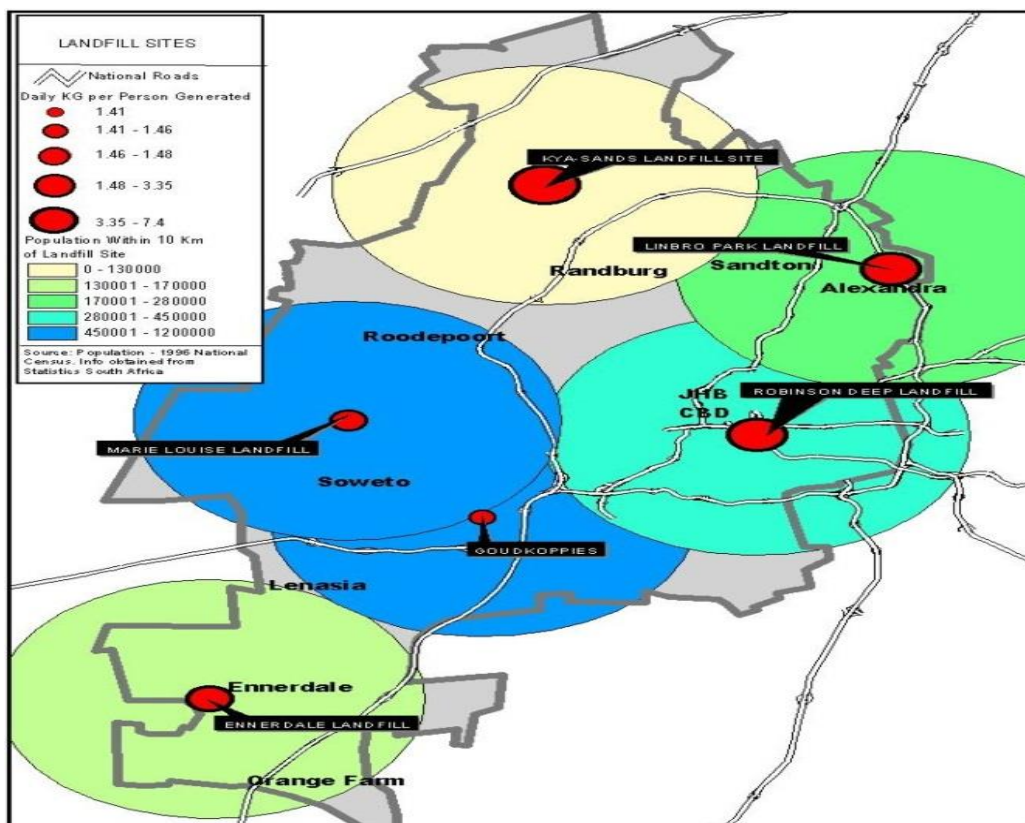 LANDFILL SITES
National Roads
Daily KG per Person Generated
1.41
1.41 - 1.46
1.46 - 1.48
1.48 - 3.35
3.35 - 7.4
Population Within 10 Km
of Landfill Site
0 - 130000
130001 - 170000
170001 - 280000
280001 - 450000
450001 - 1200000
Source: Population - 1996 National
Census. Info obtained from
Statistics South Africa
KYA-SANDS LANDFILL SITE
LINBRO PARK LANDFILL
Sandton
Randburg
Alexandra
Roodepoort
JHB
CBD
ROBINSON DEEP LANDFILL
MARIE LOUISE LANDFILL
Soweto
GOUDKOPPIES
Lenasia
Ennerdale
ENNERDALE LANDFILL
Orange Farm